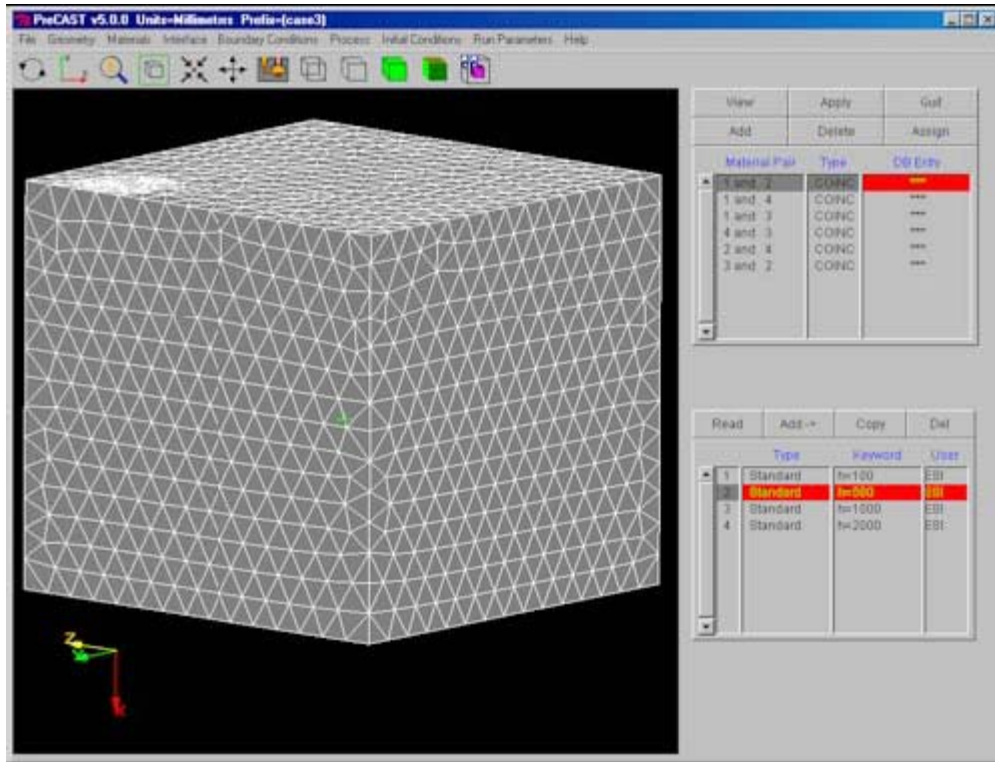 PreCAST v5.0.0 Units=Millimetrs Prefix=(case3)
File Geometry Materials Interface Boundary Conditions Process Initial Conditions Run Parameters Help
View Apply Quit
Add Delete Assign
Material Pair Type DB Entry
1 and 2 COINC ***
1 and 4 COINC ***
1 and 3 COINC ***
4 and 3 COINC ***
2 and 4 COINC ***
3 and 2 COINC ***
Read Add-> Copy Del
Type Keyword User
1 Standard h=100 ESI
2 Standard h=500 ESI
3 Standard h=1000 ESI
4 Standard h=2000 ESI
Z
X